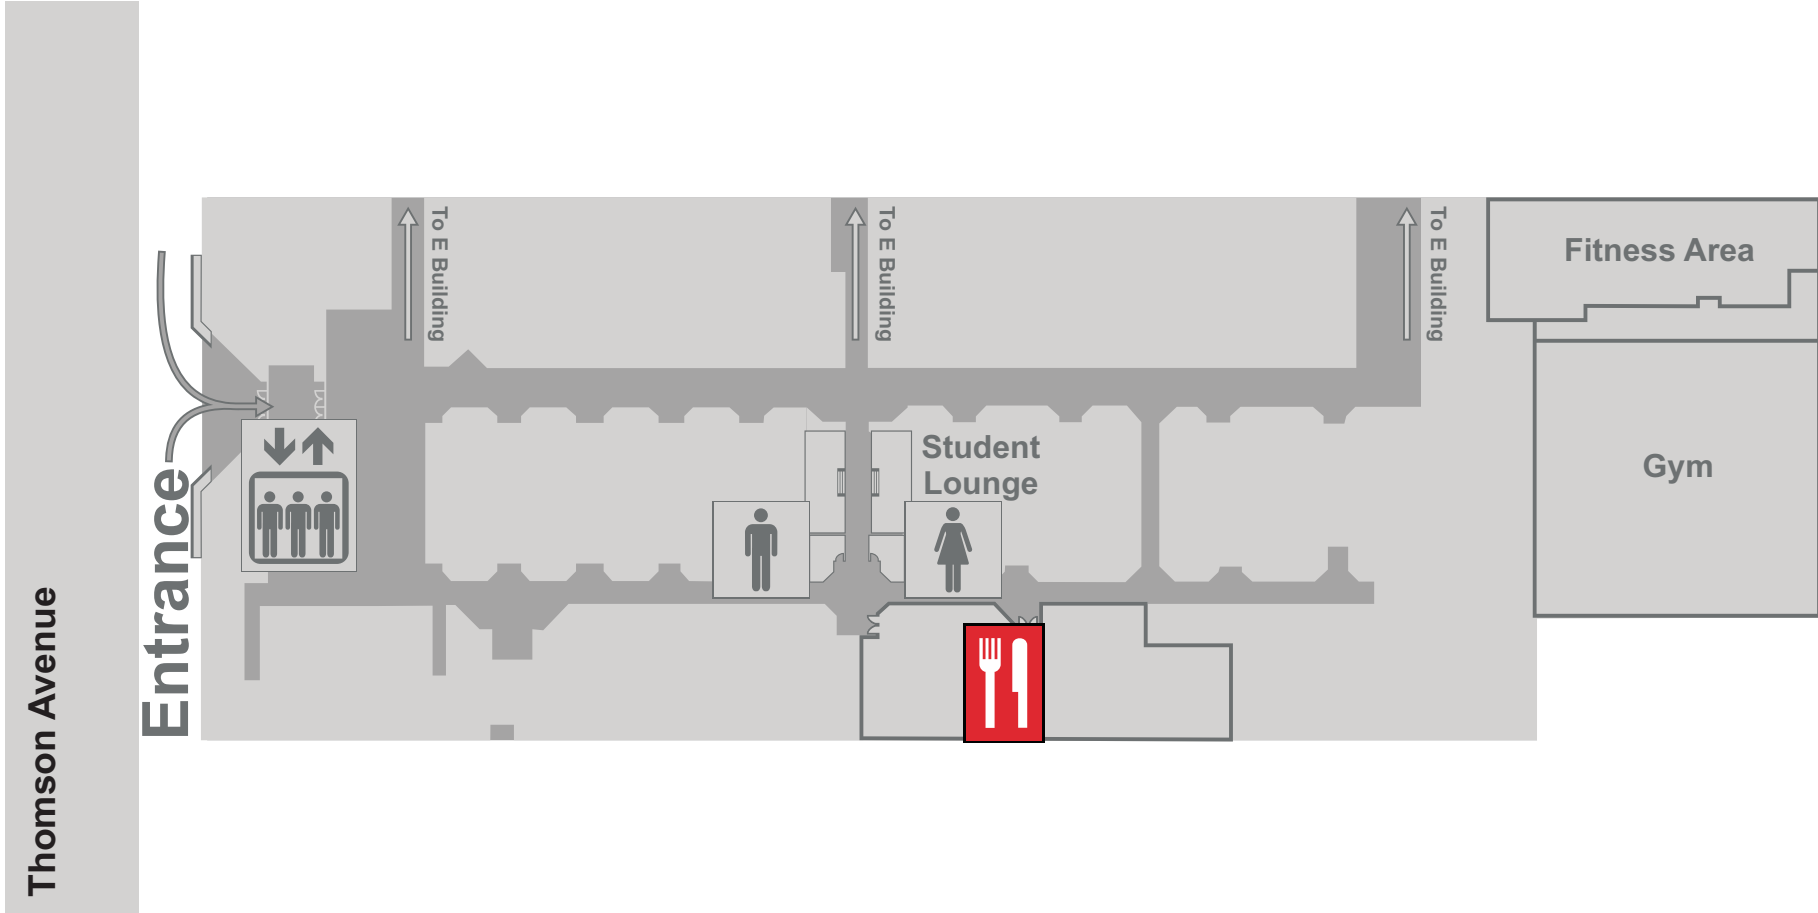 To E Building
To E Building
To E Building
Fitness Area
Student
Lounge
Gym
Entrance
Thomson Avenue